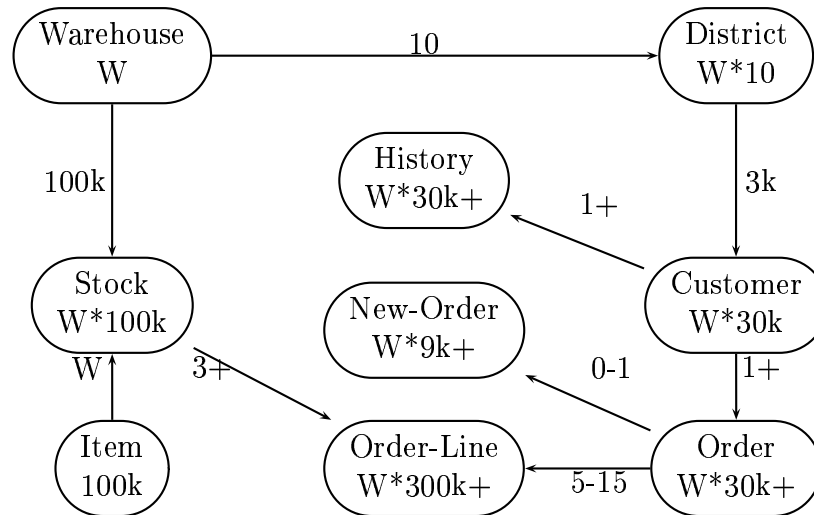 Warehouse
W
10
District
W*10
100k
History
W*30k+
1+
3k
Stock
W*100k
New-Order
W*9k+
Customer
W*30k
W
3+
0-1
1+
Item
100k
Order-Line
W*300k+
5-15
Order
W*30k+